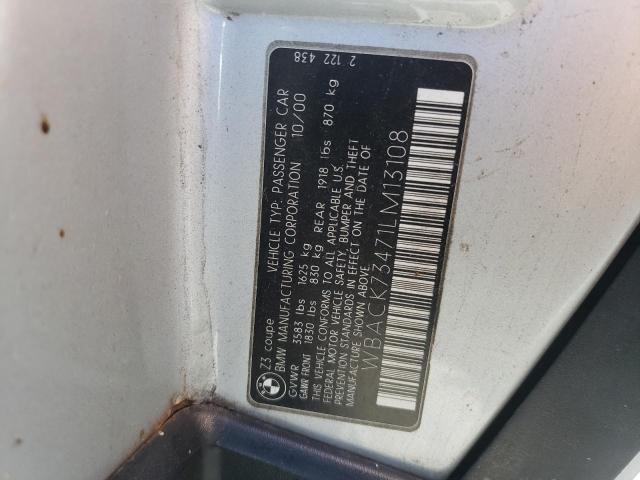 Z3 coupe VEHICLE TYP: PASSENGER CAR
BMW MANUFACTURING CORPORATION 10/00
GVWR 3583 lbs 1625 kg
GAWR FRONT 1830 lbs 830 kg REAR 1918 lbs 870 kg
THIS VEHICLE CONFORMS TO ALL APPLICABLE U.S.
FEDERAL MOTOR VEHICLE SAFETY, BUMPER AND THEFT
PREVENTION STANDARDS IN EFFECT ON THE DATE OF
MANUFACTURE SHOWN ABOVE
WBACK73471LM13108
2 122 438
BMW